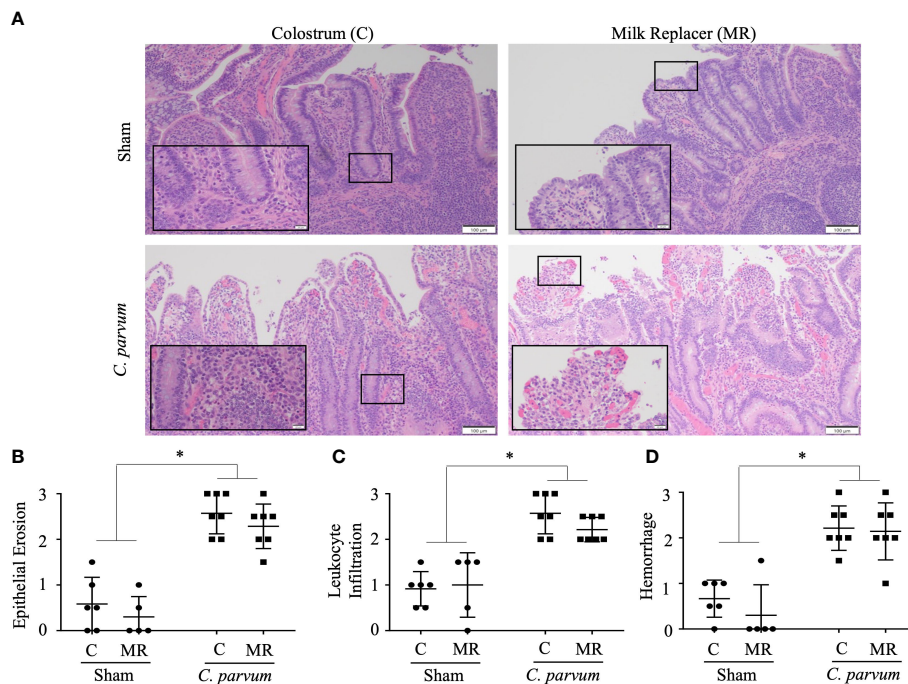 A
Colostrum (C)
Milk Replacer (MR)
Sham
100 μm
100 μm
C. parvum
100 μm
100 μm
B
*
Epithelial Erosion
3
2
1
0
C MR C MR
Sham C. parvum
C
*
Leukocyte
Infiltration
3
2
1
0
C MR C MR
Sham C. parvum
D
*
Hemorrhage
3
2
1
0
C MR C MR
Sham C. parvum